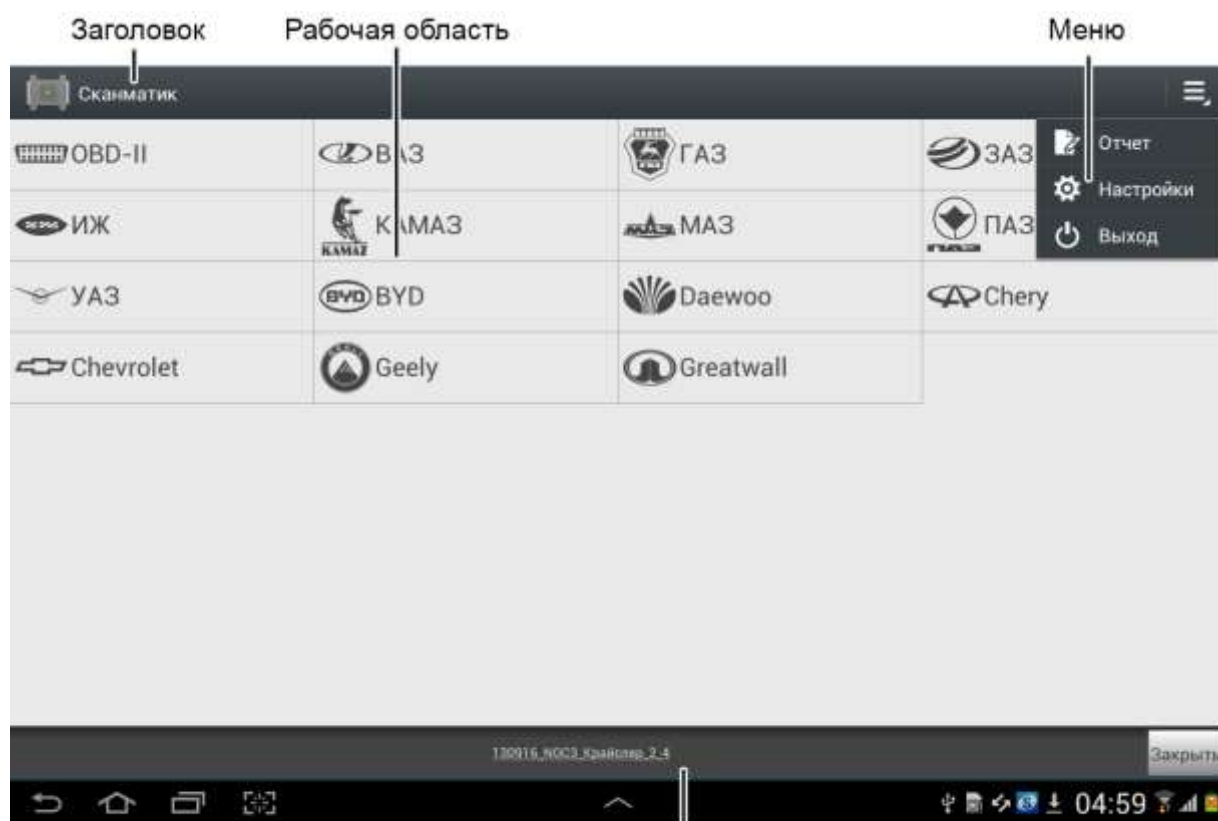 Заголовок Рабочая область Меню
Сканматик
OBD-II ВАЗ ГАЗ ЗАЗ Отчет
Настройки
ИЖ КАМАЗ МАЗ ПАЗ Выход
УАЗ BYD Daewoo Chery
Chevrolet Geely Greatwall
130916_NGC3_Крайслер_2_4 Закрыть
04:59